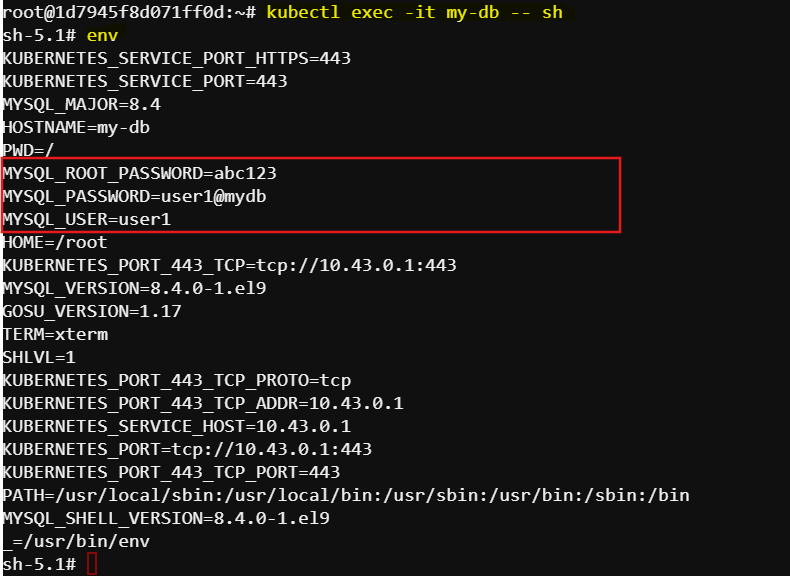 root@1d7945f8d071ff0d:~# kubectl exec -it my-db -- sh
sh-5.1# env
KUBERNETES_SERVICE_PORT_HTTPS=443
KUBERNETES_SERVICE_PORT=443
MYSQL_MAJOR=8.4
HOSTNAME=my-db
PWD=/
MYSQL_ROOT_PASSWORD=abc123
MYSQL_PASSWORD=user1@mydb
MYSQL_USER=user1
HOME=/root
KUBERNETES_PORT_443_TCP=tcp://10.43.0.1:443
MYSQL_VERSION=8.4.0-1.el9
GOSU_VERSION=1.17
TERM=xterm
SHLVL=1
KUBERNETES_PORT_443_TCP_PROTO=tcp
KUBERNETES_PORT_443_TCP_ADDR=10.43.0.1
KUBERNETES_SERVICE_HOST=10.43.0.1
KUBERNETES_PORT=tcp://10.43.0.1:443
KUBERNETES_PORT_443_TCP_PORT=443
PATH=/usr/local/sbin:/usr/local/bin:/usr/sbin:/usr/bin:/sbin:/bin
MYSQL_SHELL_VERSION=8.4.0-1.el9
_=/usr/bin/env
sh-5.1#